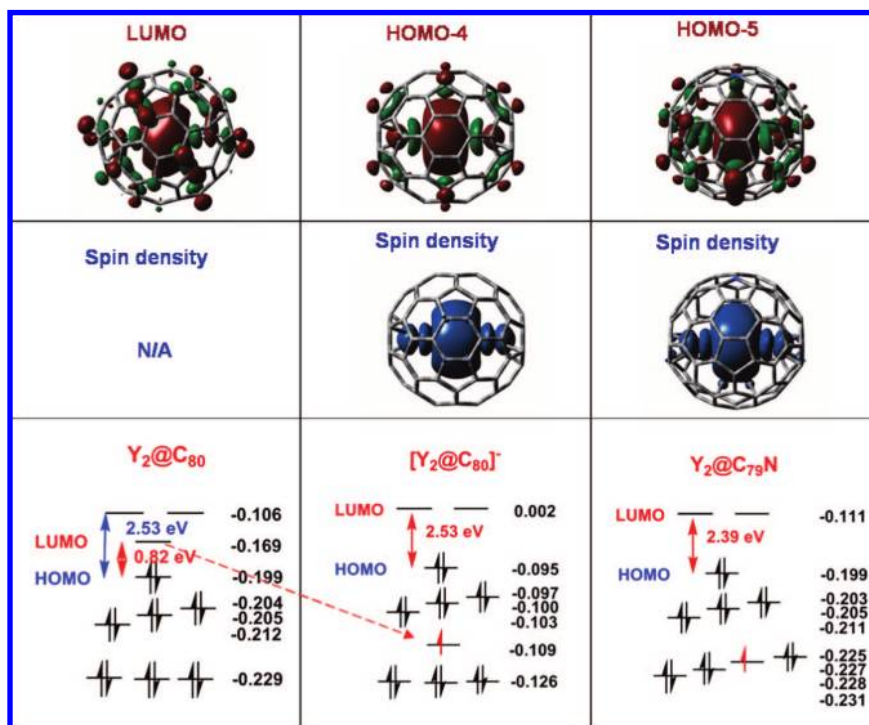 LUMO
HOMO-4
HOMO-5
Spin density
N/A
Spin density
Spin density
Y2@C80
-0.106
2.53 eV
LUMO
-0.169
0.82 eV
HOMO
-0.199
-0.204
-0.205
-0.212
-0.229
[Y2@C80]-
LUMO
0.002
2.53 eV
HOMO
-0.095
-0.097
-0.100
-0.103
-0.109
-0.126
Y2@C79N
LUMO
-0.111
2.39 eV
HOMO
-0.199
-0.203
-0.205
-0.211
-0.225
-0.227
-0.228
-0.231